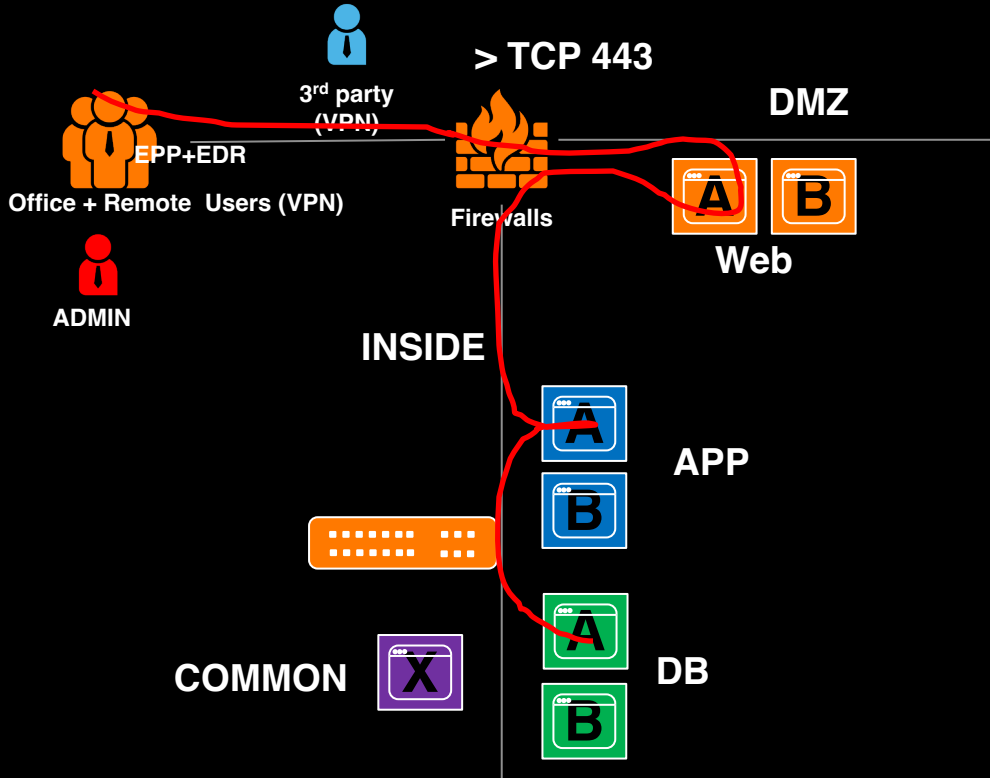 > TCP 443
3rd party
(VPN)
DMZ
EPP+EDR
Office + Remote Users (VPN)
Firewalls
A
B
Web
ADMIN
INSIDE
A
APP
B
A
COMMON
X
DB
B